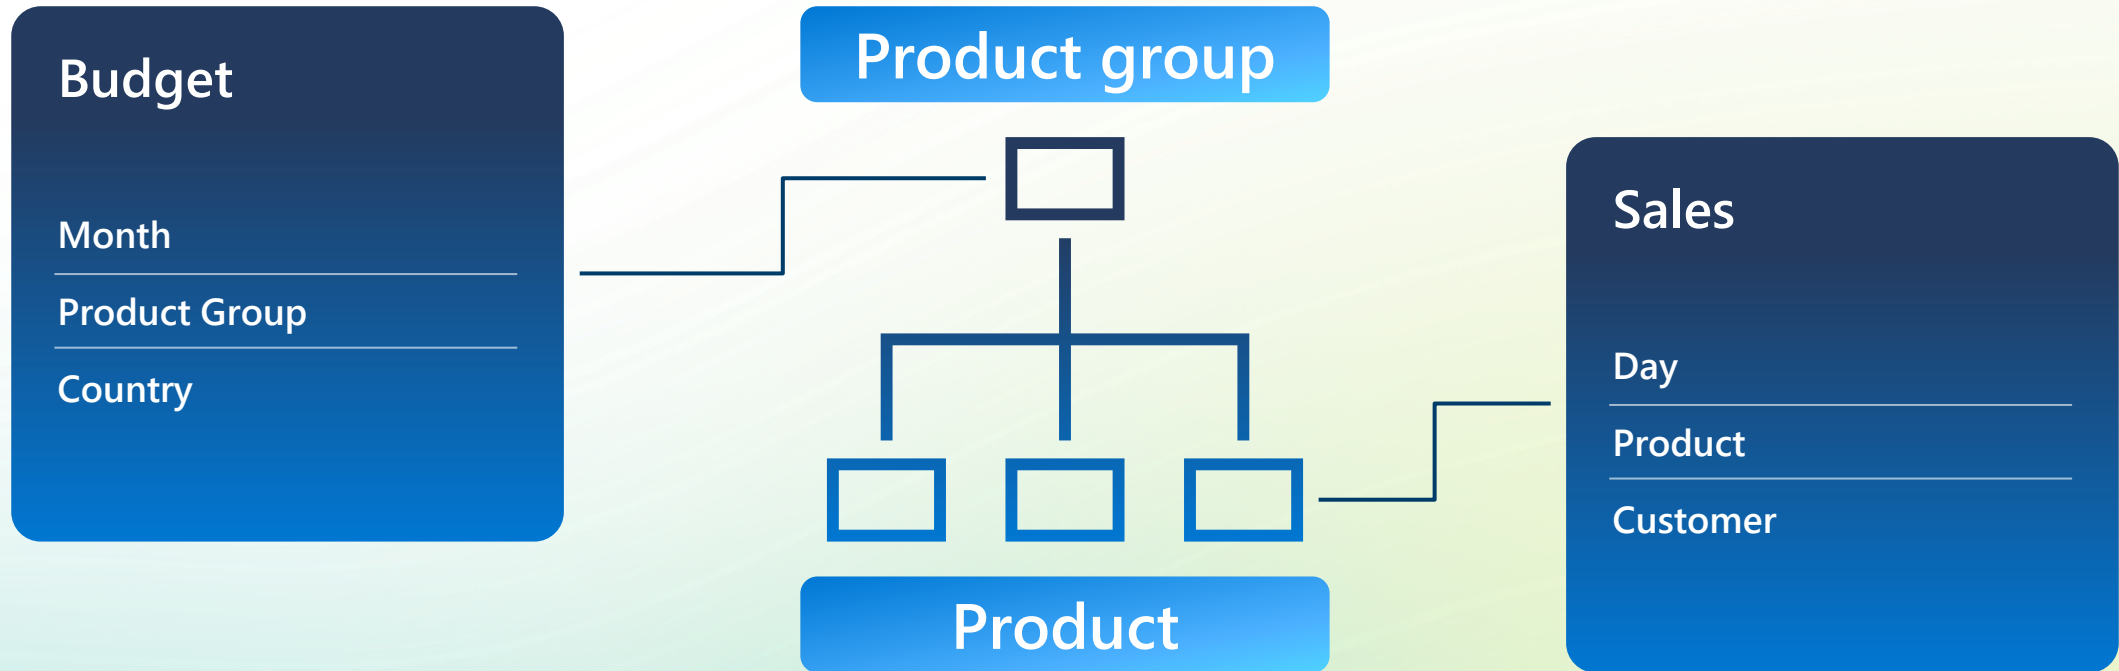 Budget
Month
Product Group
Country
Product group
Product
Sales
Day
Product
Customer